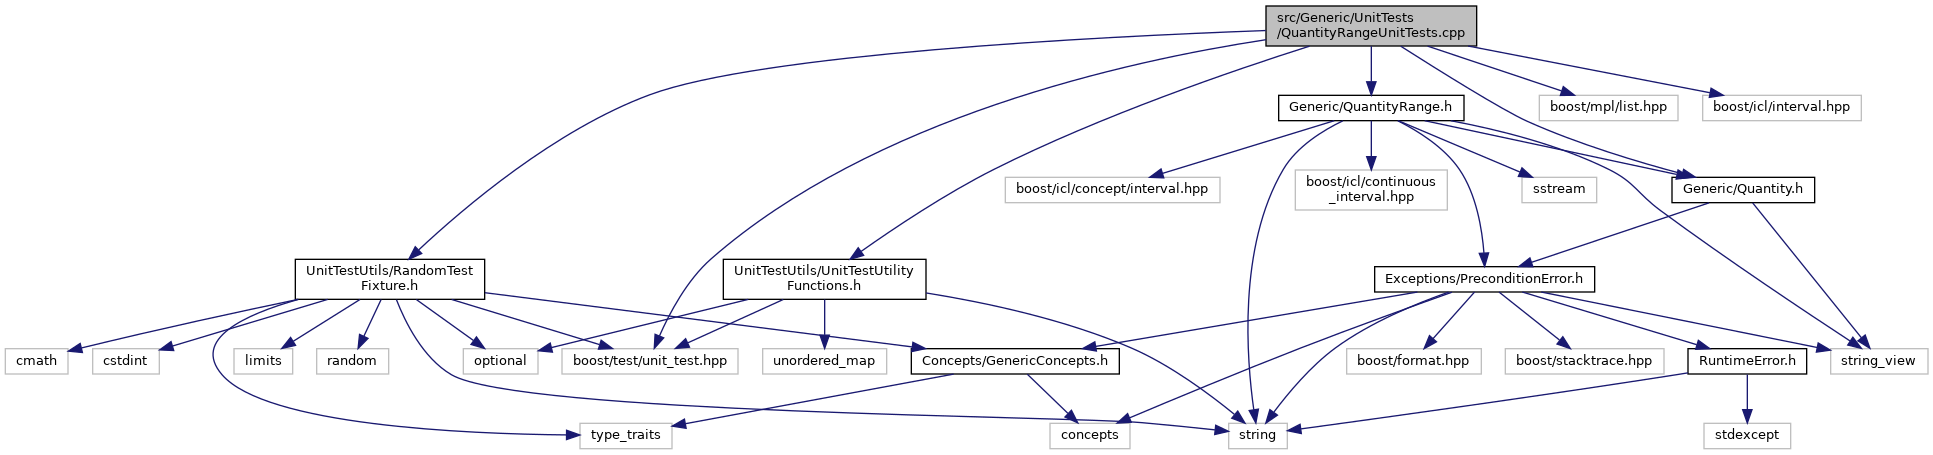 src/Generic/UnitTests
/QuantityRangeUnitTests.cpp
Generic/QuantityRange.h
boost/mpl/list.hpp
boost/icl/interval.hpp
boost/icl/concept/interval.hpp
boost/icl/continuous
_interval.hpp
sstream
Generic/Quantity.h
UnitTestUtils/RandomTest
Fixture.h
UnitTestUtils/UnitTestUtility
Functions.h
Exceptions/PreconditionError.h
cmath
cstdint
limits
random
optional
boost/test/unit_test.hpp
unordered_map
Concepts/GenericConcepts.h
boost/format.hpp
boost/stacktrace.hpp
RuntimeError.h
string_view
type_traits
concepts
string
stdexcept